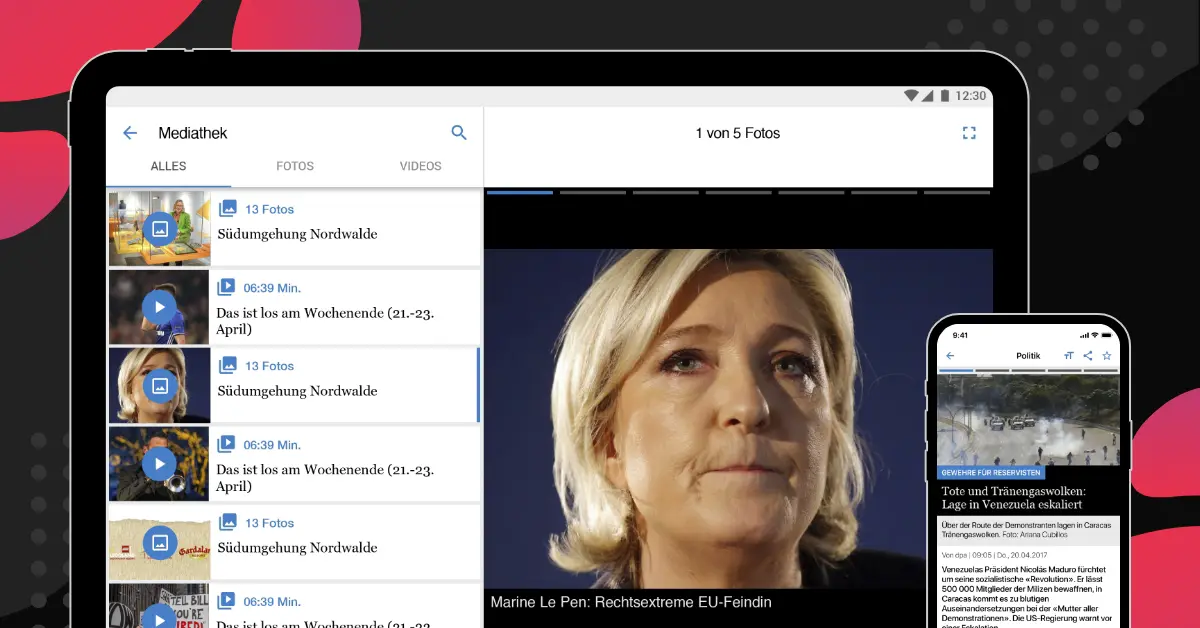 12:30
Mediathek
ALLES
FOTOS
VIDEOS
13 Fotos
Südumgehung Nordwalde
06:39 Min.
Das ist los am Wochenende (21.-23.
April)
13 Fotos
Südumgehung Nordwalde
06:39 Min.
Das ist los am Wochenende (21.-23.
April)
13 Fotos
Südumgehung Nordwalde
06:39 Min.
Das ist los am Wochenende (21.-23.
1 von 5 Fotos
Marine Le Pen: Rechtsextreme EU-Feindin
9:41
Politik
TT
GEWEHRE FÜR RESERVISTEN
Tote und Tränengaswolken:
Lage in Venezuela eskaliert
Über der Route der Demonstranten lagen in Caracas
Tränengaswolken. Foto: Ariana Cubillos
Von dpa | 09:05 | Do., 20.04.2017
Venezuelas Präsident Nicolás Maduro fürchtet
um seine sozialistische «Revolution». Er lässt
500 000 Mitglieder der Milizen bewaffnen, in
Caracas kommt es zu blutigen
Auseinandersetzungen bei der «Mutter aller
Demonstrationen». Die US-Regierung warnt vor
einer Eskalation